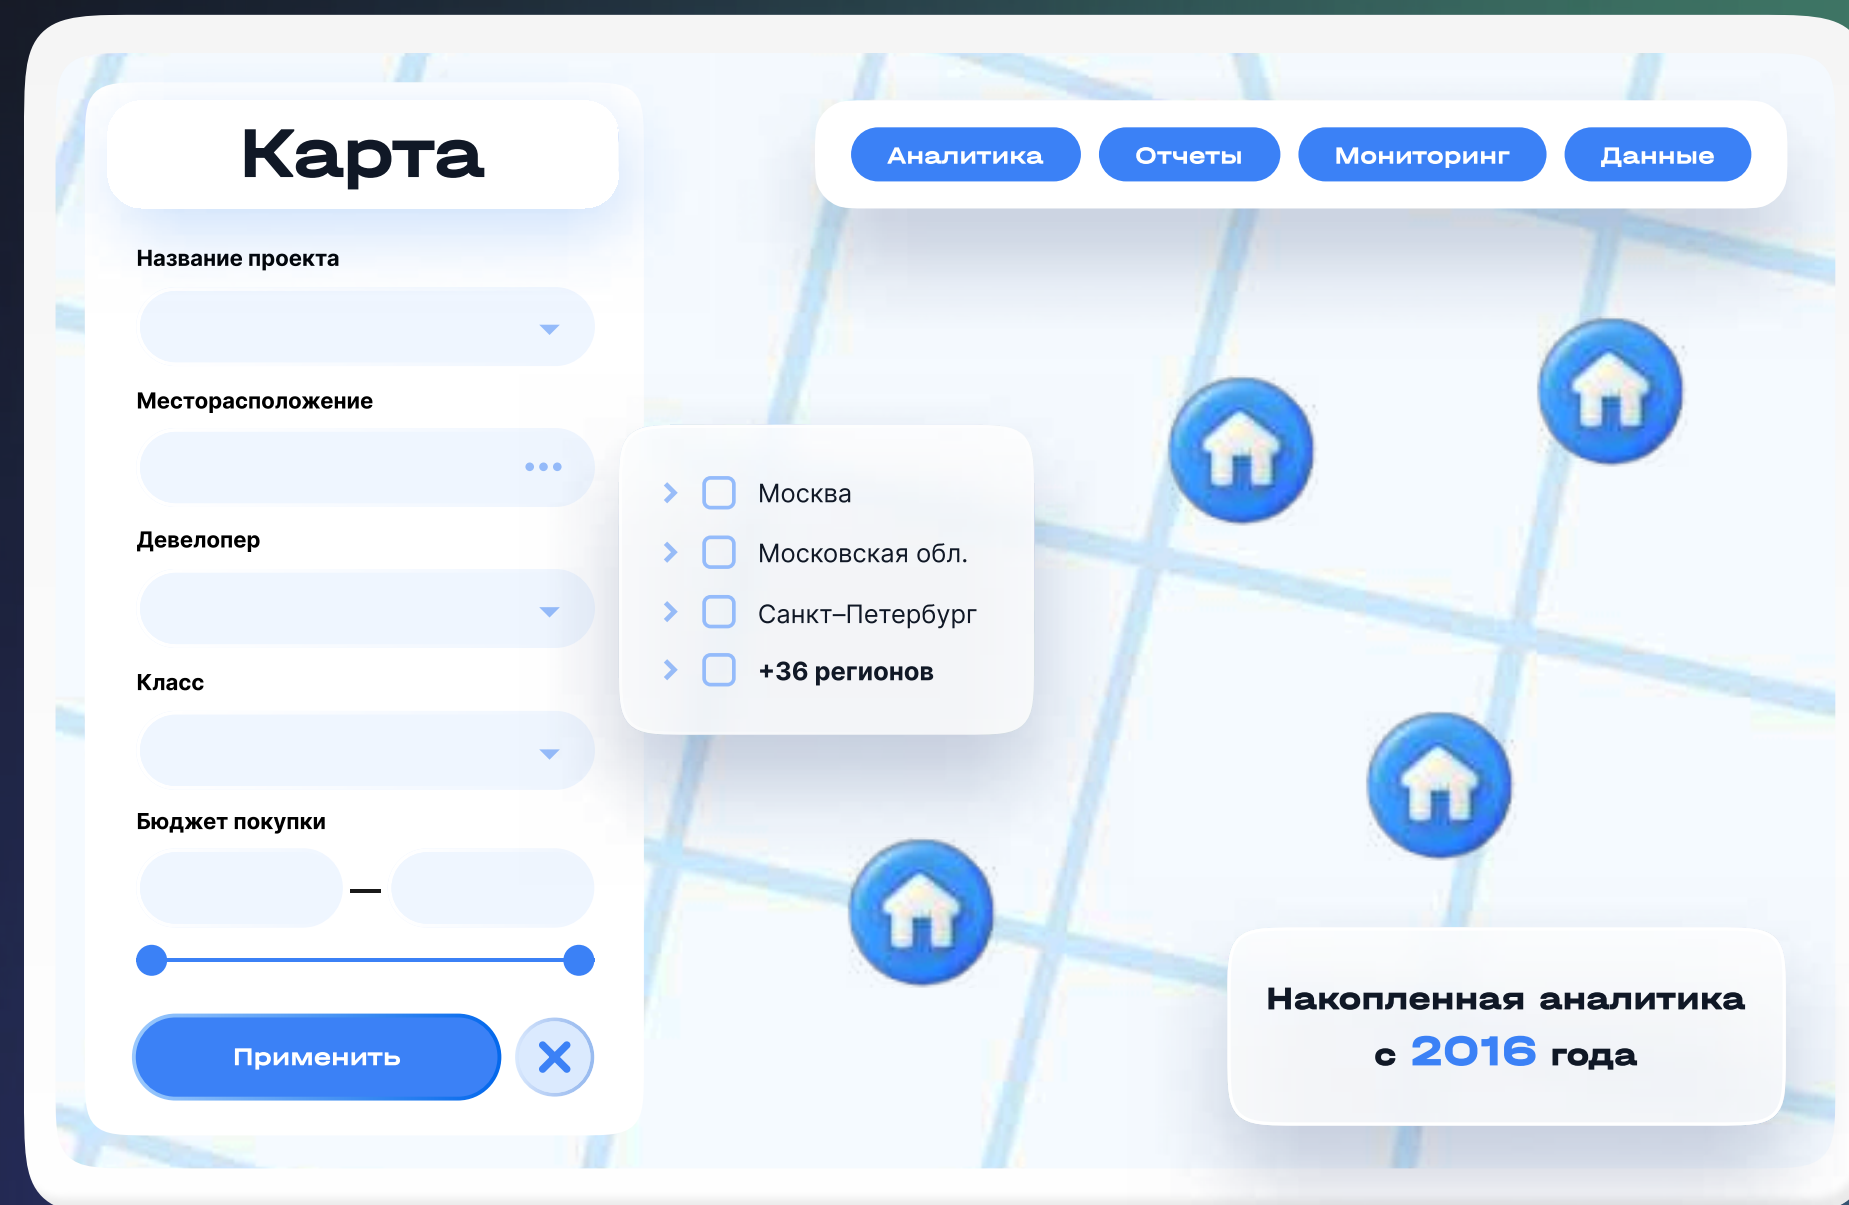 Карта
Аналитика
Отчеты
Мониторинг
Данные
Название проекта
Месторасположение
Москва
Московская обл.
Санкт–Петербург
+36 регионов
Девелопер
Класс
Бюджет покупки
—
Применить
Накопленная аналитика
с 2016 года